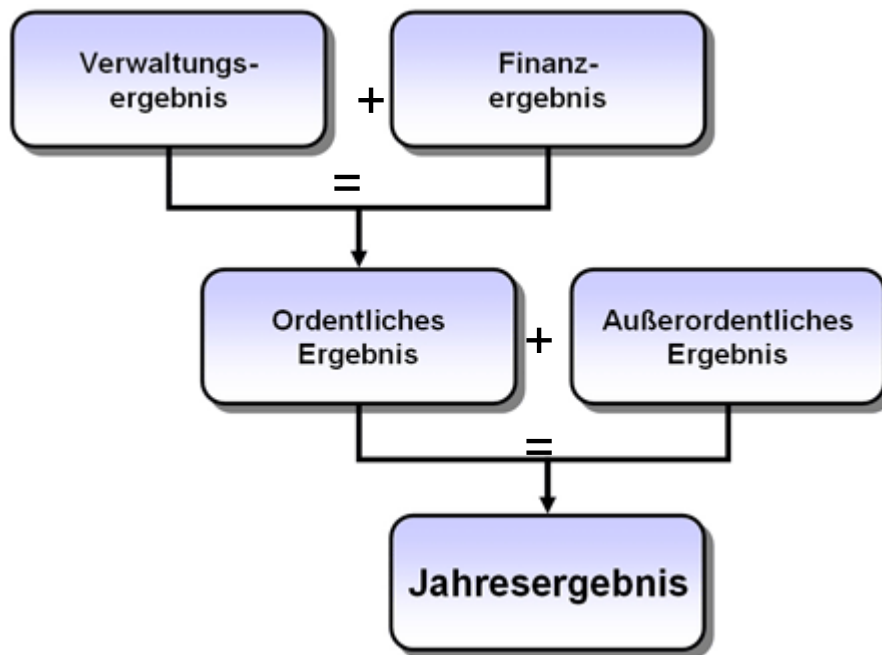 Verwaltungs-
ergebnis
+
Finanz-
ergebnis
=
Ordentliches
Ergebnis
+
Außerordentliches
Ergebnis
=
Jahresergebnis